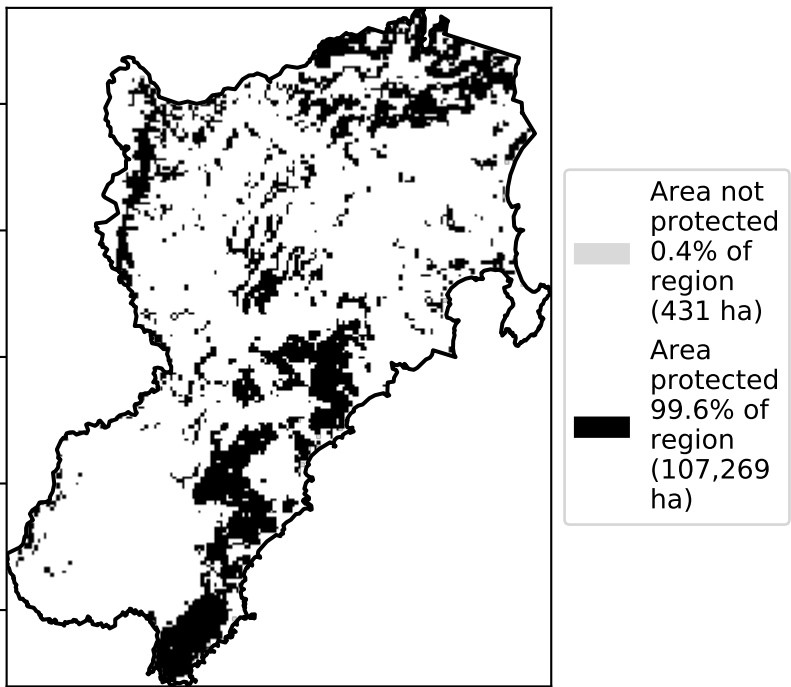 Area not
protected
0.4% of
region
(431 ha)
Area
protected
99.6% of
region
(107,269
ha)